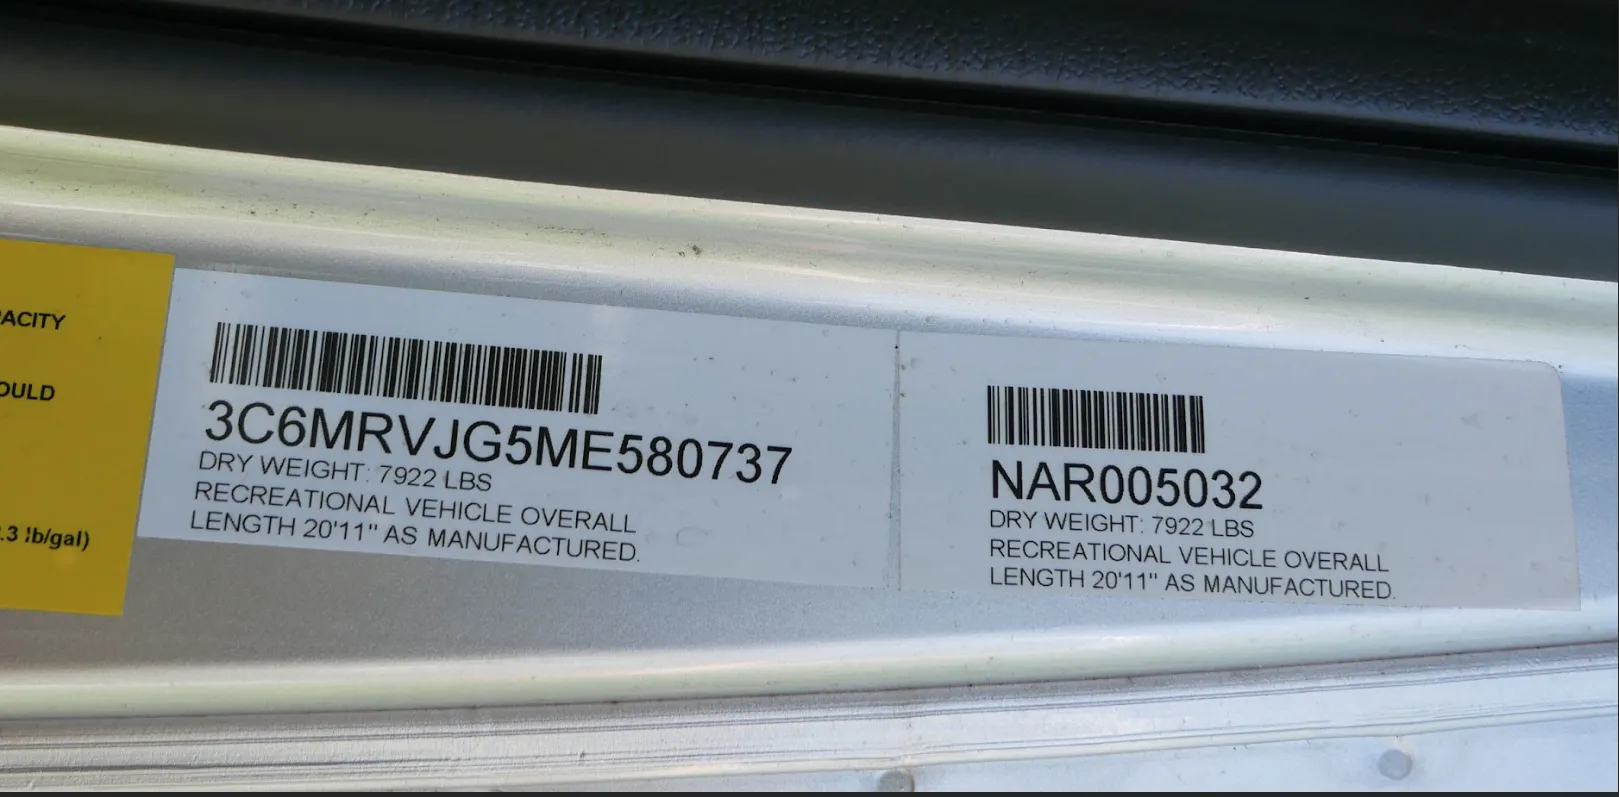 ACITY
OULD
.3 lb/gal)
3C6MRVJG5ME580737
DRY WEIGHT: 7922 LBS
RECREATIONAL VEHICLE OVERALL
LENGTH 20'11" AS MANUFACTURED.
NAR005032
DRY WEIGHT: 7922 LBS
RECREATIONAL VEHICLE OVERALL
LENGTH 20'11" AS MANUFACTURED.